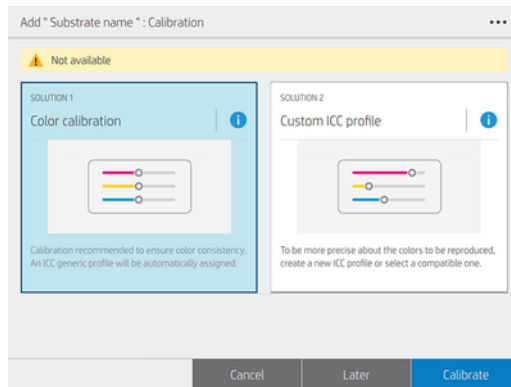 Add " Substrate name " : Calibration
Not available
SOLUTION 1
Color calibration
Calibration recommended to ensure color consistency.
An ICC generic profile will be automatically assigned.
SOLUTION 2
Custom ICC profile
To be more precise about the colors to be reproduced,
create a new ICC profile or select a compatible one.
Cancel
Later
Calibrate